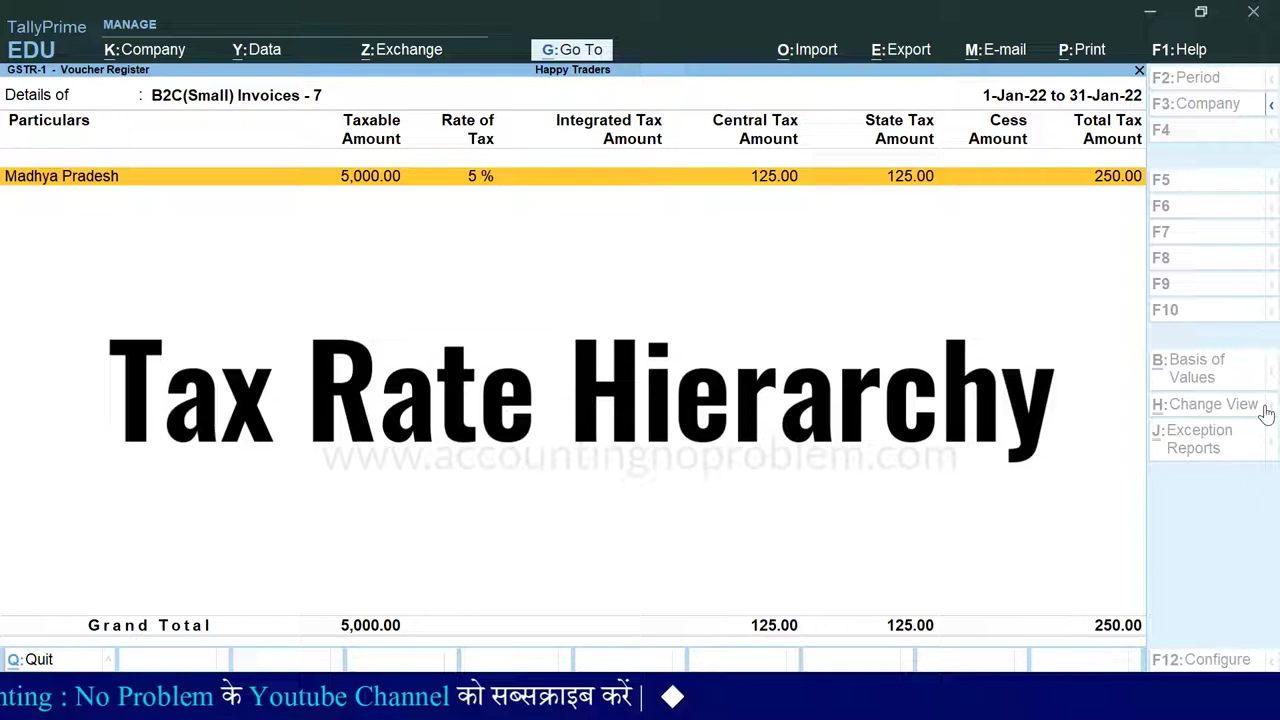 TallyPrime MANAGE
EDU K:Company Y:Data Z:Exchange G:Go To O:Import E:Export M:E-mail P:Print F1:Help
GSTR-1 - Voucher Register Happy Traders
Details of : B2C(Small) Invoices - 7 1-Jan-22 to 31-Jan-22
Particulars Taxable Amount Rate of Tax Integrated Tax Amount Central Tax Amount State Tax Amount Cess Amount Total Tax Amount
Madhya Pradesh 5,000.00 5 % 125.00 125.00 250.00
Tax Rate Hierarchy
www.accountingnoproblem.com
Grand Total 5,000.00 125.00 125.00 250.00
F2:Period
F3:Company
F4
F5
F6
F7
F8
F9
F10
B:Basis of
Values
H:Change View
J:Exception
Reports
Q:Quit F12:Configure
nting : No Problem के Youtube Channel को सब्सक्राइब करें |